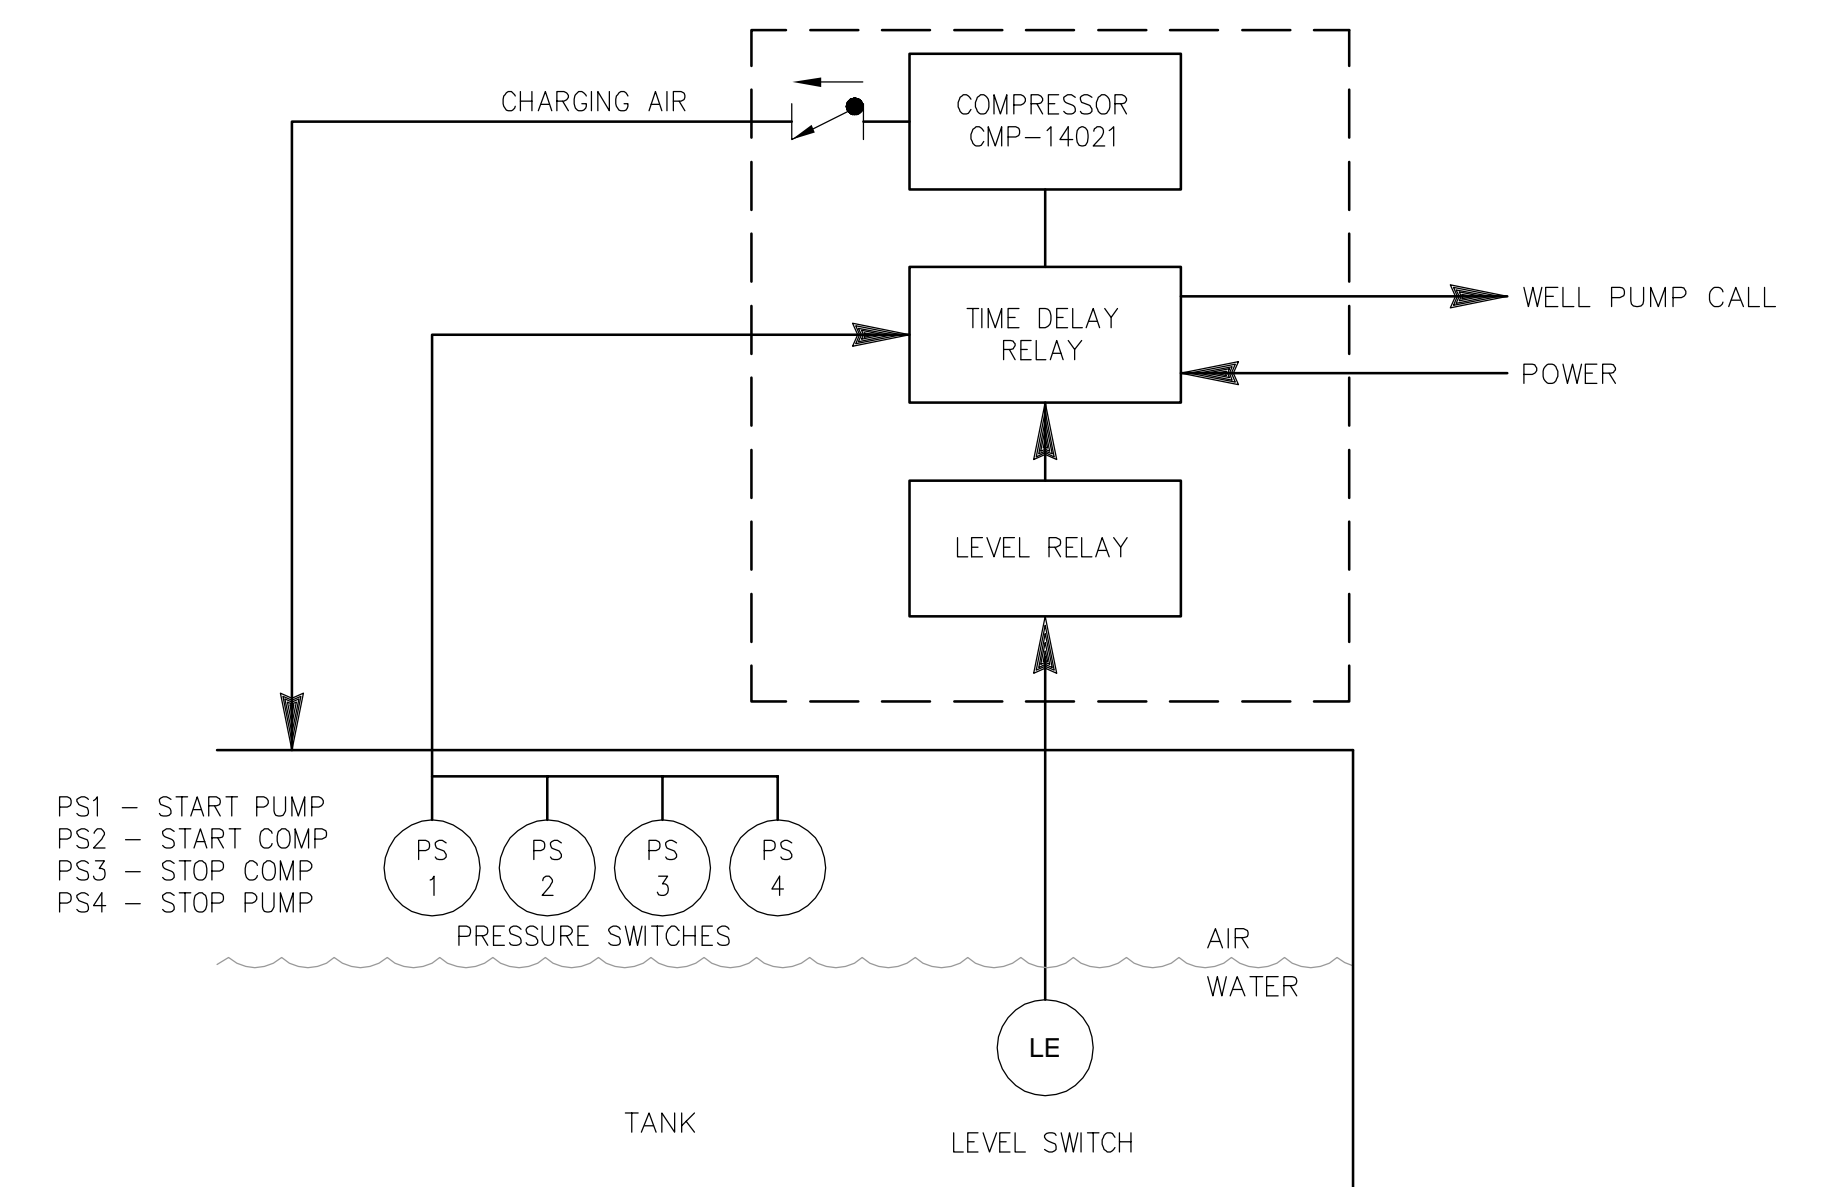 CHARGING AIR
COMPRESSOR
CMP-14021
TIME DELAY
RELAY
WELL PUMP CALL
POWER
LEVEL RELAY
PS1 - START PUMP
PS2 - START COMP
PS3 - STOP COMP
PS4 - STOP PUMP
PS
1
PS
2
PS
3
PS
4
PRESSURE SWITCHES
AIR
WATER
LE
TANK
LEVEL SWITCH